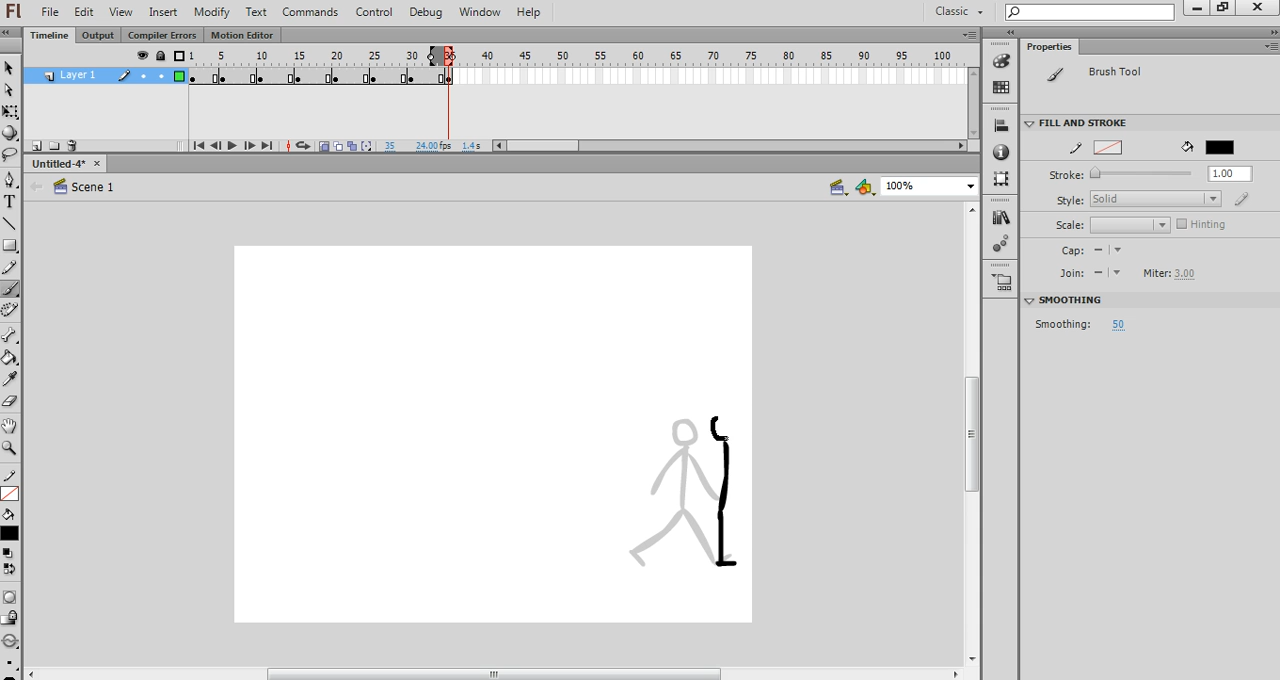 Fl File Edit View Insert Modify Text Commands Control Debug Window Help Classic
Timeline Output Compiler Errors Motion Editor
Properties
1 5 10 15 20 25 30 35 40 45 50 55 60 65 70 75 80 85 90 95 100
Layer 1
Brush Tool
FILL AND STROKE
35 24.00 fps 1.4 s
Untitled-4* ×
Stroke: 1.00
Scene 1
100%
Style: Solid
Scale: Hinting
Cap:
Join: Miter: 3.00
SMOOTHING
Smoothing: 50
T